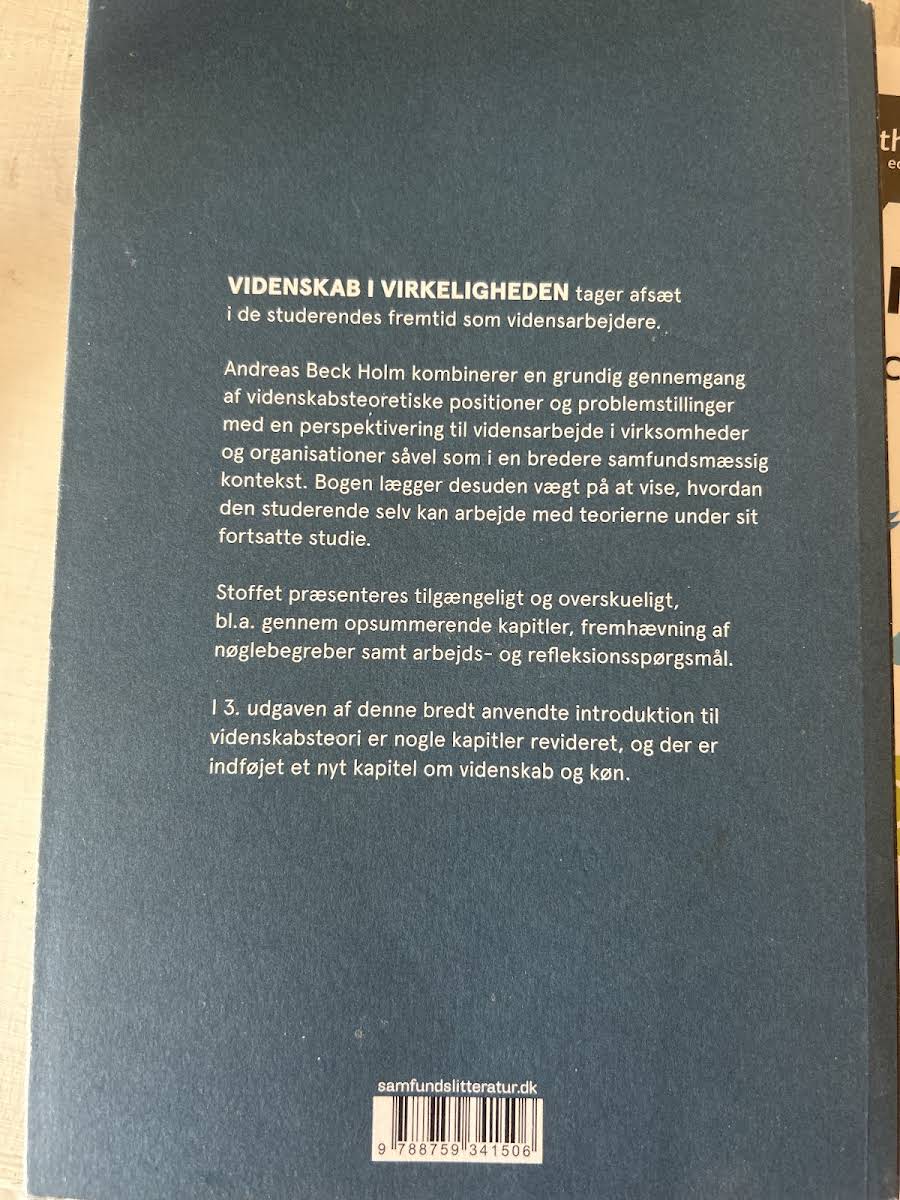 VIDENSKAB I VIRKELIGHEDEN tager afsæt
i de studerendes fremtid som vidensarbejdere.
Andreas Beck Holm kombinerer en grundig gennemgang
af videnskabsteoretiske positioner og problemstillinger
med en perspektivering til vidensarbejde i virksomheder
og organisationer såvel som i en bredere samfundsmæssig
kontekst. Bogen lægger desuden vægt på at vise, hvordan
den studerende selv kan arbejde med teorierne under sit
fortsatte studie.
Stoffet præsenteres tilgængeligt og overskueligt,
bl.a. gennem opsummerende kapitler, fremhævning af
nøglebegreber samt arbejds- og refleksionsspørgsmål.
I 3. udgaven af denne bredt anvendte introduktion til
videnskabsteori er nogle kapitler revideret, og der er
indføjet et nyt kapitel om videnskab og køn.
samfundslitteratur.dk
9 788759 341506